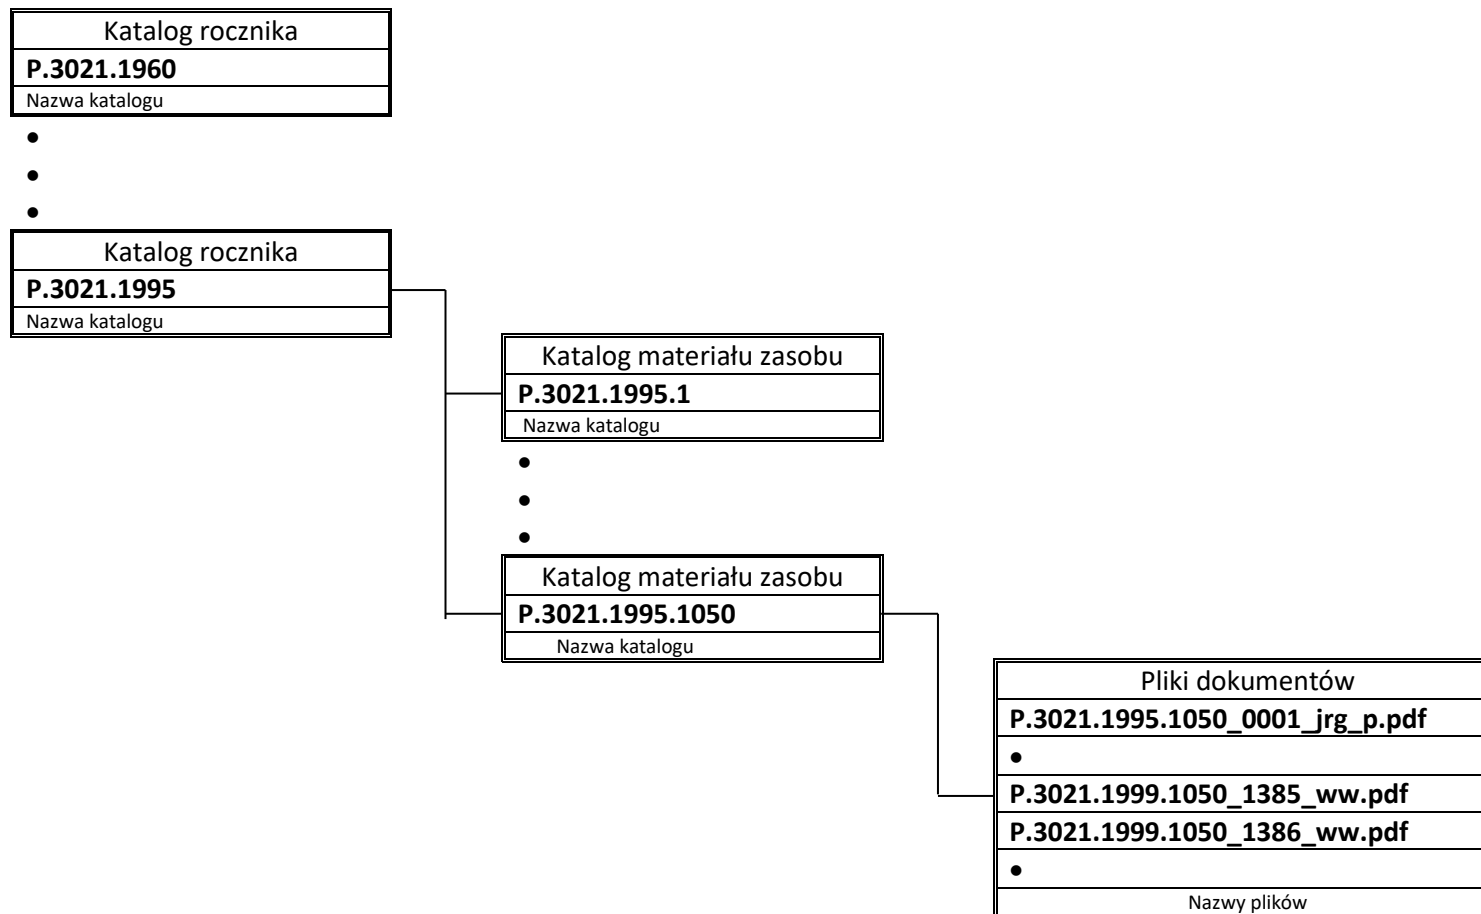 Katalog rocznika
P.3021.1960
Nazwa katalogu
•
•
•
Katalog rocznika
P.3021.1995
Nazwa katalogu
Katalog materiału zasobu
P.3021.1995.1
Nazwa katalogu
•
•
•
Katalog materiału zasobu
P.3021.1995.1050
Nazwa katalogu
Pliki dokumentów
P.3021.1995.1050_0001_jrg_p.pdf
•
P.3021.1999.1050_1385_ww.pdf
P.3021.1999.1050_1386_ww.pdf
•
Nazwy plików